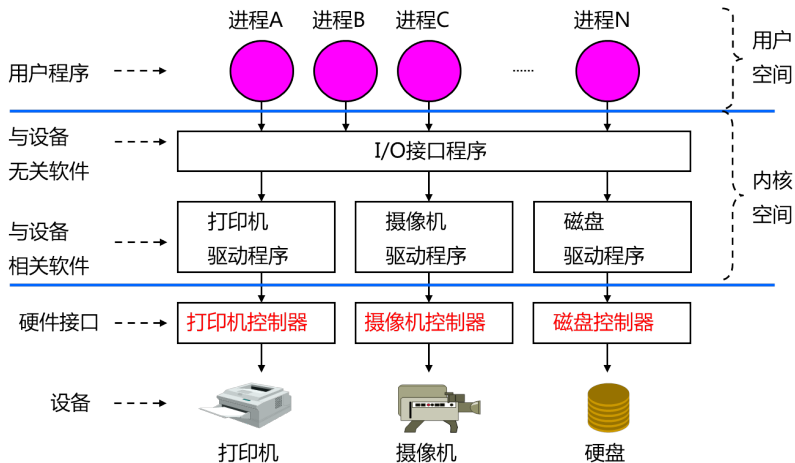 进程A
进程B
进程C
进程N
用户程序
······
用户
空间
与设备
无关软件
I/O接口程序
内核
空间
与设备
相关软件
打印机
驱动程序
摄像机
驱动程序
磁盘
驱动程序
硬件接口
打印机控制器
摄像机控制器
磁盘控制器
设备
打印机
摄像机
硬盘